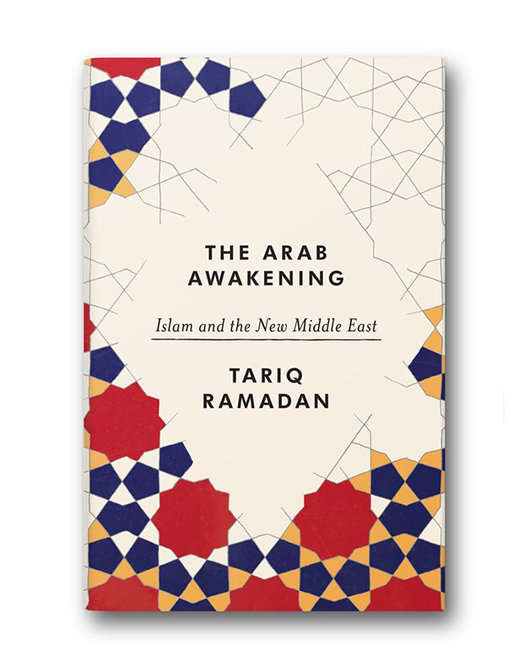 THE ARAB
AWAKENING
Islam and the New Middle East
TARIQ
RAMADAN